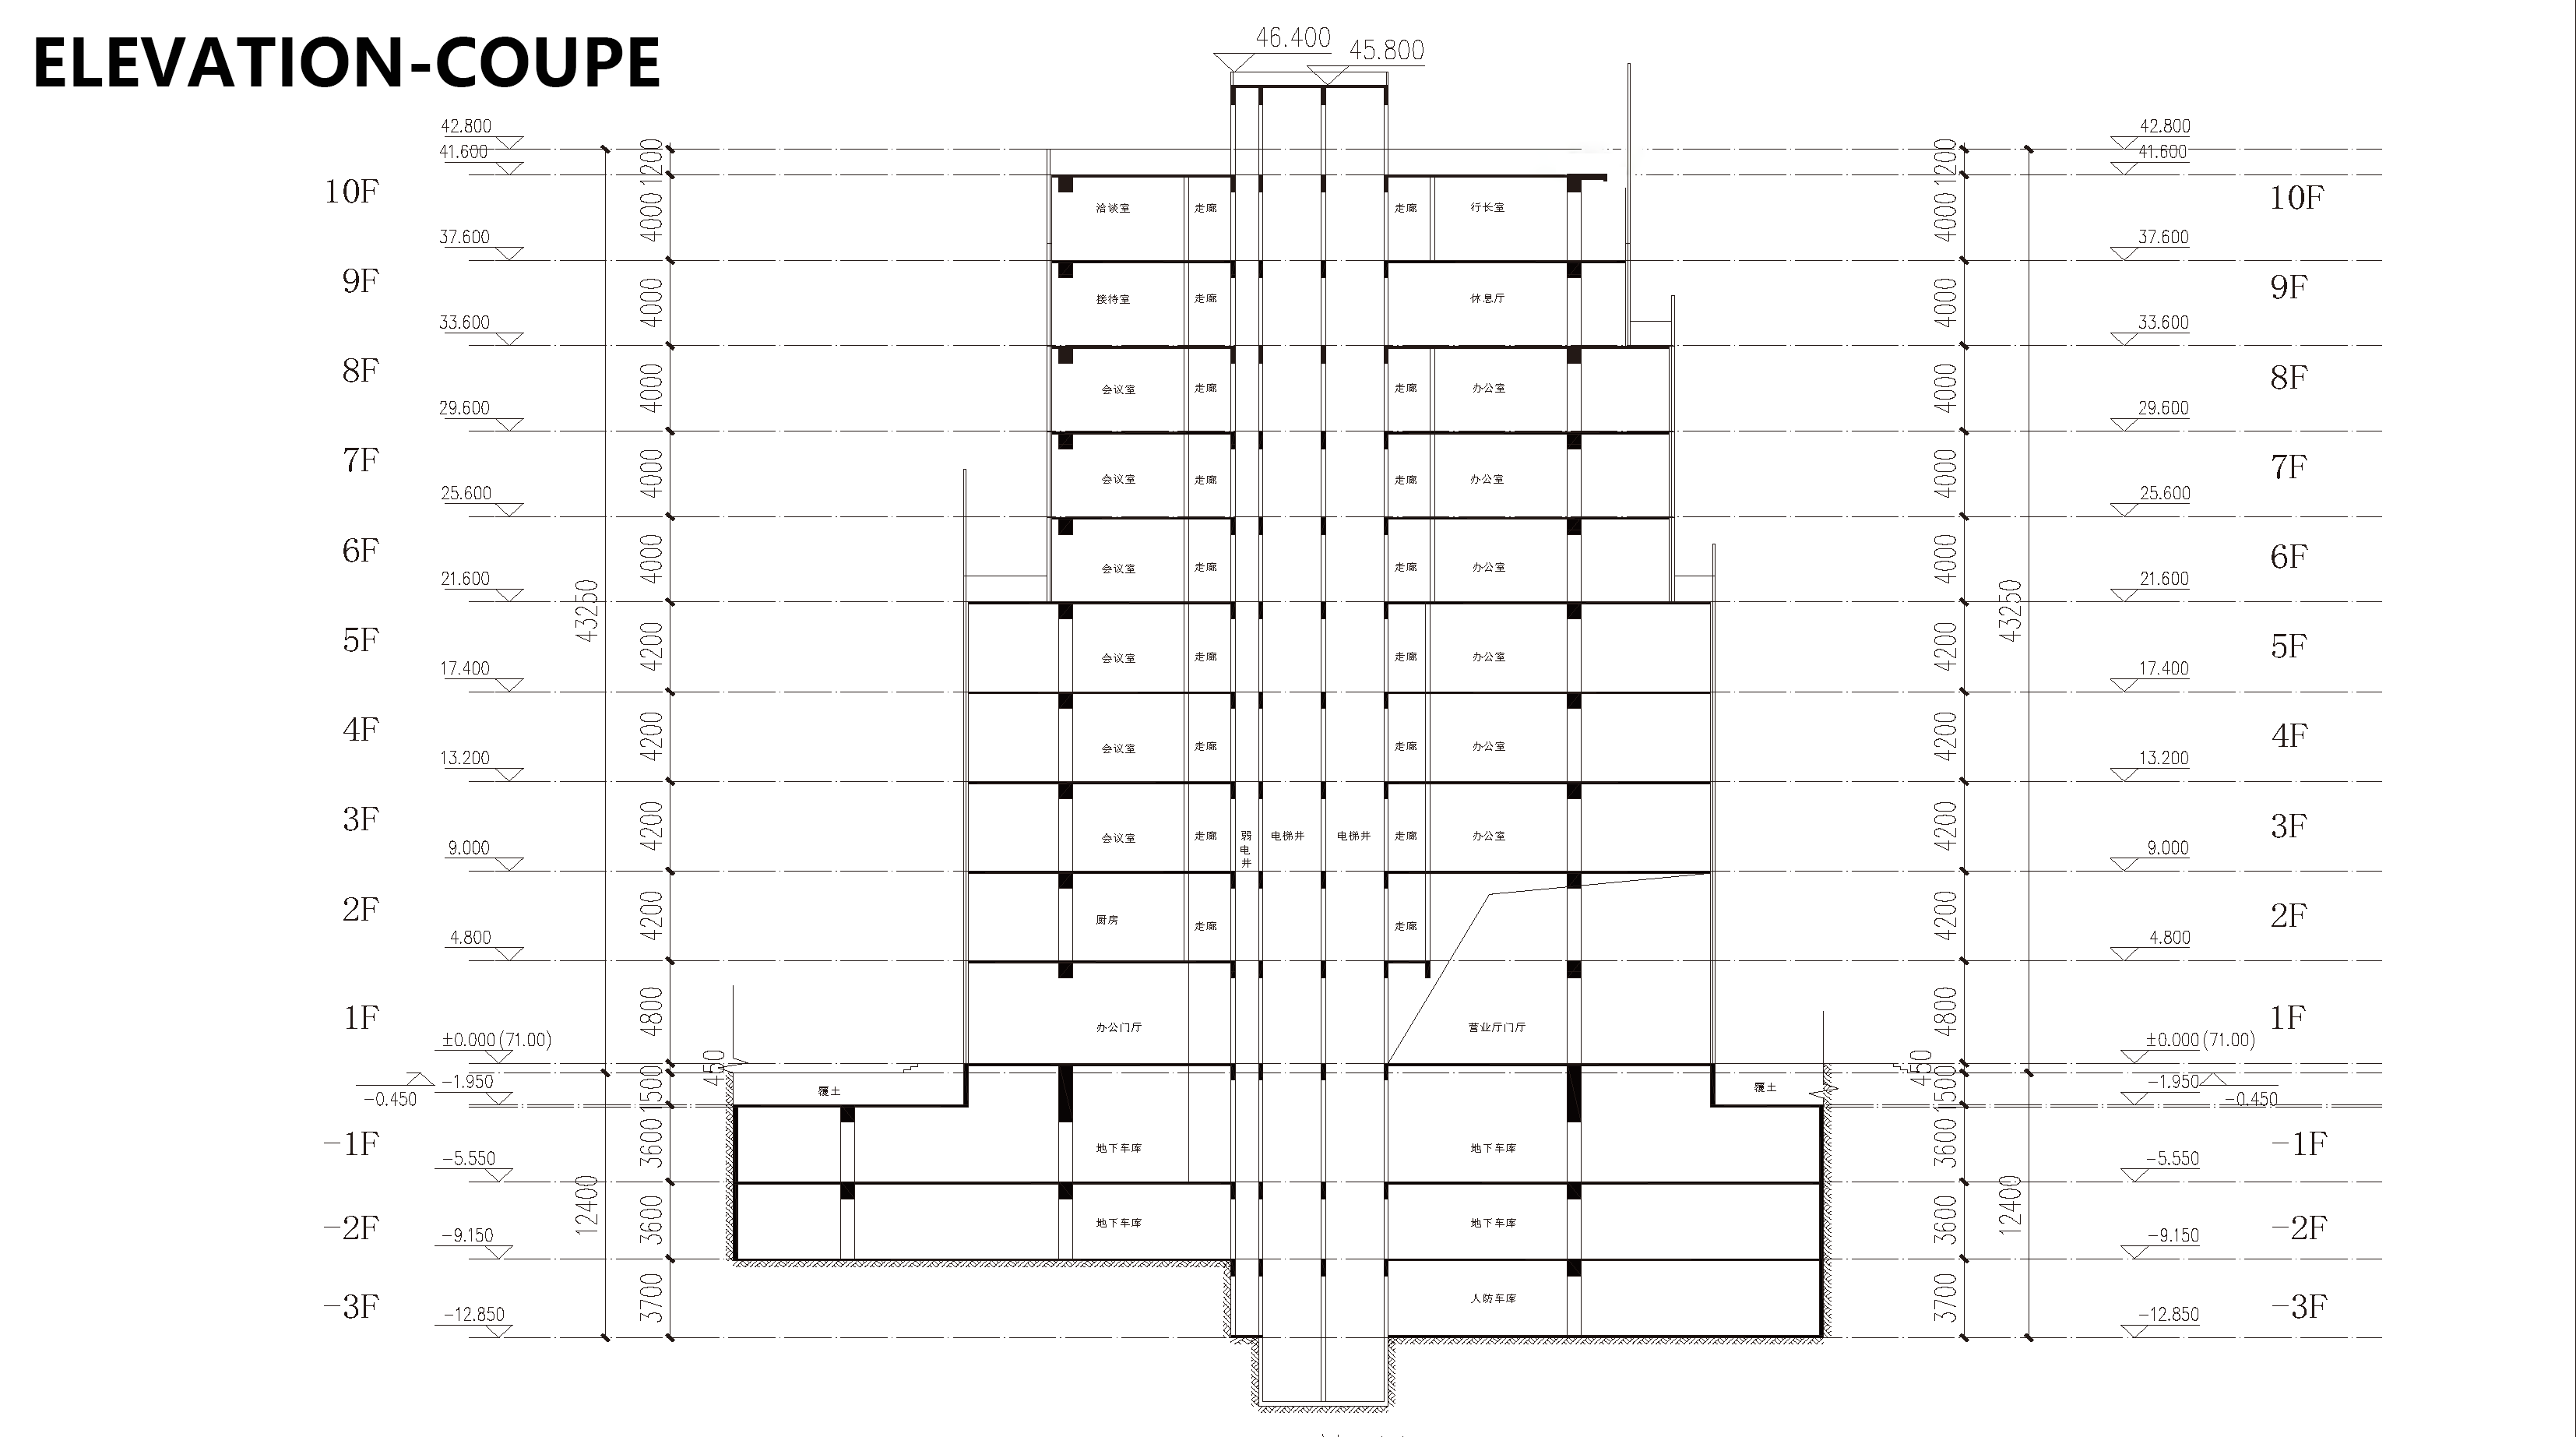 ELEVATION-COUPE
46.400
45.800
42.800
42.800
41.600
1200
1200
41.600
10F
4000
洽谈室
走廊
走廊
行长室
4000
10F
37.600
37.600
9F
4000
接待室
走廊
休息厅
4000
9F
33.600
33.600
8F
4000
会议室
走廊
走廊
办公室
4000
8F
29.600
29.600
7F
4000
会议室
走廊
走廊
办公室
4000
7F
25.600
25.600
6F
4000
会议室
走廊
走廊
办公室
4000
6F
21.600
21.600
43250
43250
5F
4200
会议室
走廊
走廊
办公室
4200
5F
17.400
17.400
4F
4200
会议室
走廊
走廊
办公室
4200
4F
13.200
13.200
3F
4200
会议室
走廊
弱电井
电梯井
电梯井
走廊
办公室
4200
3F
9.000
9.000
2F
4200
厨房
走廊
走廊
4200
2F
4.800
4.800
1F
4800
办公门厅
营业厅门厅
4800
1F
±0.000(71.00)
±0.000(71.00)
450
450
-1.950
-0.450
1500
覆土
覆土
1500
-1.950
-0.450
-1F
3600
地下车库
地下车库
3600
-1F
-5.550
-5.550
12400
12400
-2F
3600
地下车库
地下车库
3600
-2F
-9.150
-9.150
-3F
3700
人防车库
3700
-3F
-12.850
-12.850